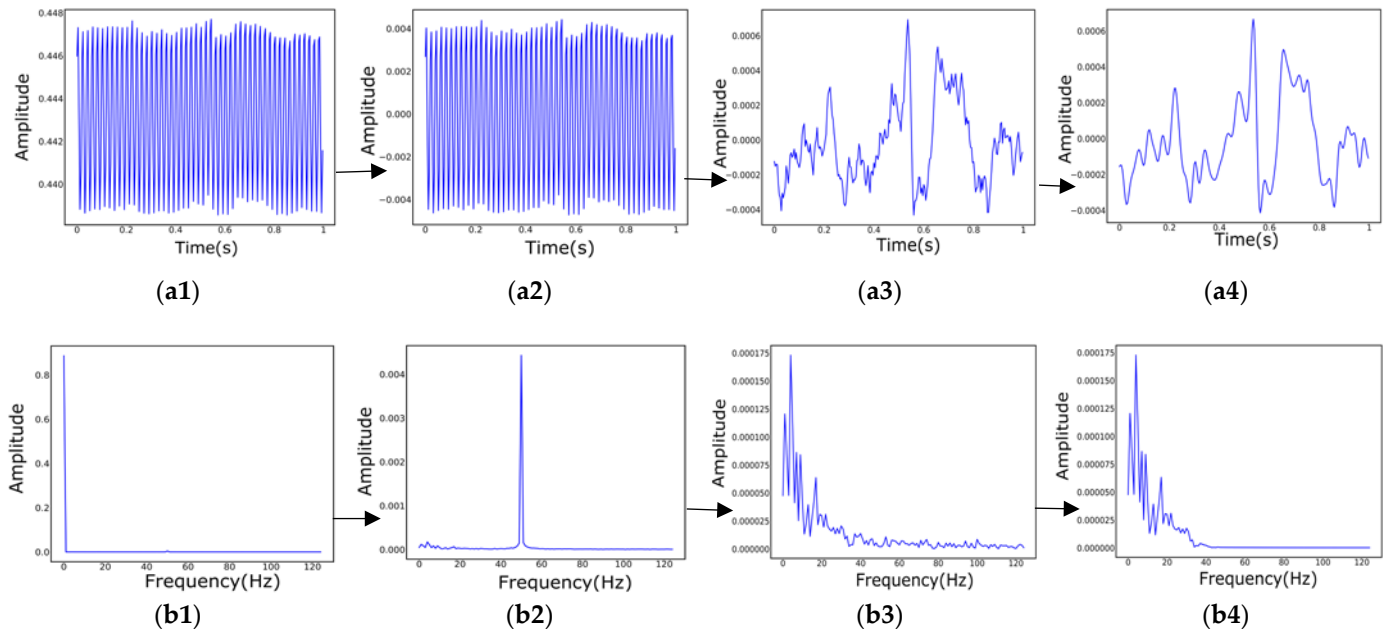 0.448
0.446
0.444
0.442
0.440
Amplitude
0 0.2 0.4 0.6 0.8 1
Time(s)
(a1)
0.004
0.002
0.000
−0.002
−0.004
Amplitude
0 0.2 0.4 0.6 0.8 1
Time(s)
(a2)
0.0006
0.0004
0.0002
0.0000
−0.0002
−0.0004
Amplitude
0 0.2 0.4 0.6 0.8 1
Time(s)
(a3)
0.0006
0.0004
0.0002
0.0000
−0.0002
−0.0004
Amplitude
0 0.2 0.4 0.6 0.8 1
Time(s)
(a4)
0.8
0.6
0.4
0.2
0.0
Amplitude
0 20 40 60 80 100 120
Frequency(Hz)
(b1)
0.004
0.003
0.002
0.001
0.000
Amplitude
0 20 40 60 80 100 120
Frequency(Hz)
(b2)
0.000175
0.000150
0.000125
0.000100
0.000075
0.000050
0.000025
0.000000
Amplitude
0 20 40 60 80 100 120
Frequency(Hz)
(b3)
0.000175
0.000150
0.000125
0.000100
0.000075
0.000050
0.000025
0.000000
Amplitude
0 20 40 60 80 100 120
Frequency(Hz)
(b4)